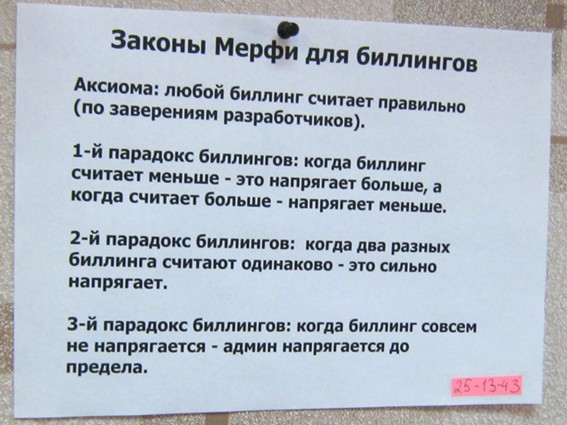 Законы Мерфи для биллингов
Аксиома: любой биллинг считает правильно
(по заверениям разработчиков).
1-й парадокс биллингов: когда биллинг
считает меньше - это напрягает больше, а
когда считает больше - напрягает меньше.
2-й парадокс биллингов: когда два разных
биллинга считают одинаково - это сильно
напрягает.
3-й парадокс биллингов: когда биллинг совсем
не напрягается - админ напрягается до
предела.
25-13-43